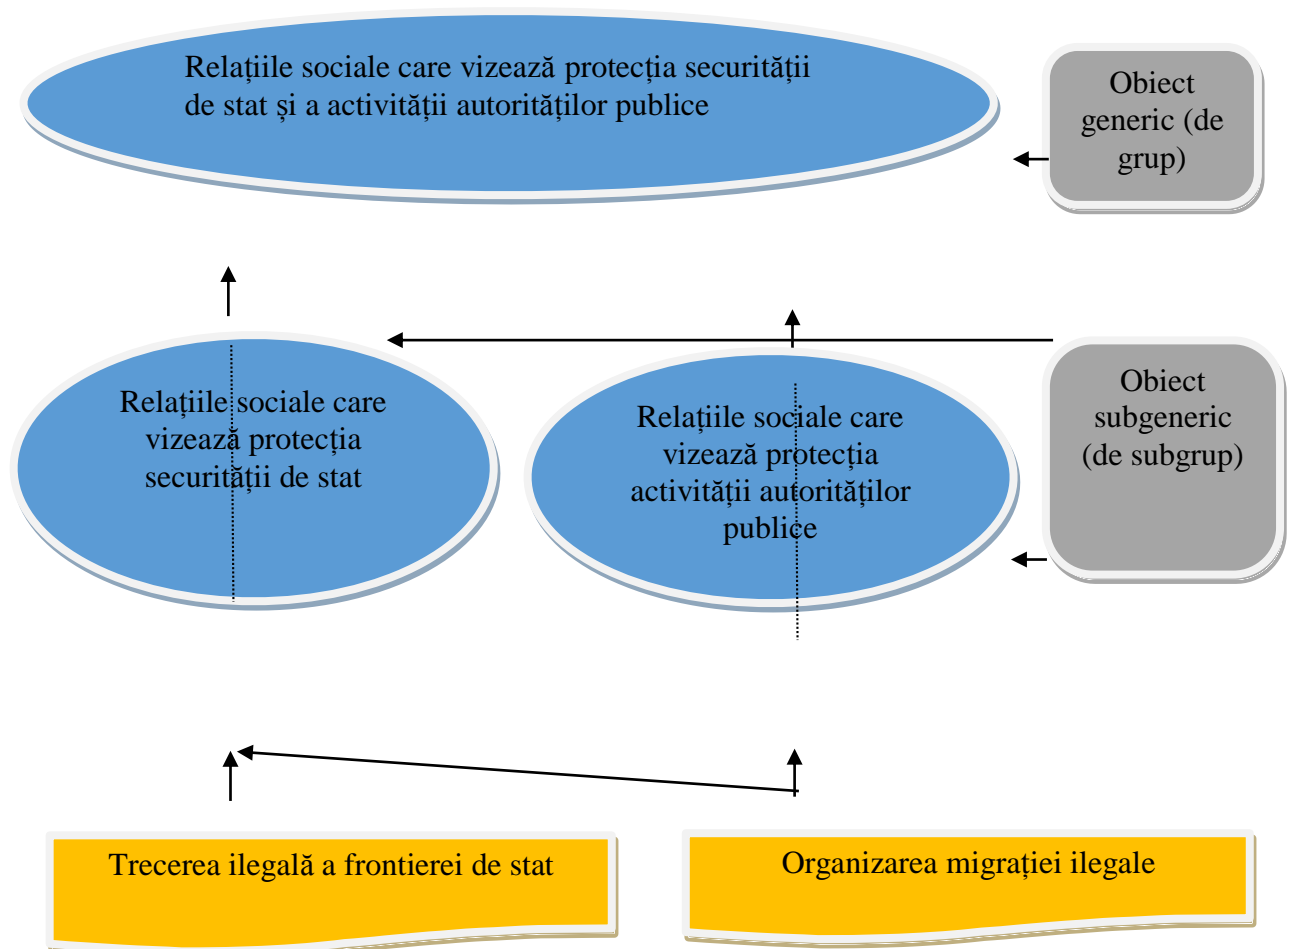 Relațiile sociale care vizează protecția securității
de stat și a activității autorităților publice
Obiect
generic (de
grup)
Relațiile sociale care
vizează protecția
securității de stat
Relațiile sociale care
vizează protecția
activității autorităților
publice
Obiect
subgeneric
(de subgrup)
Trecerea ilegală a frontierei de stat
Organizarea migrației ilegale